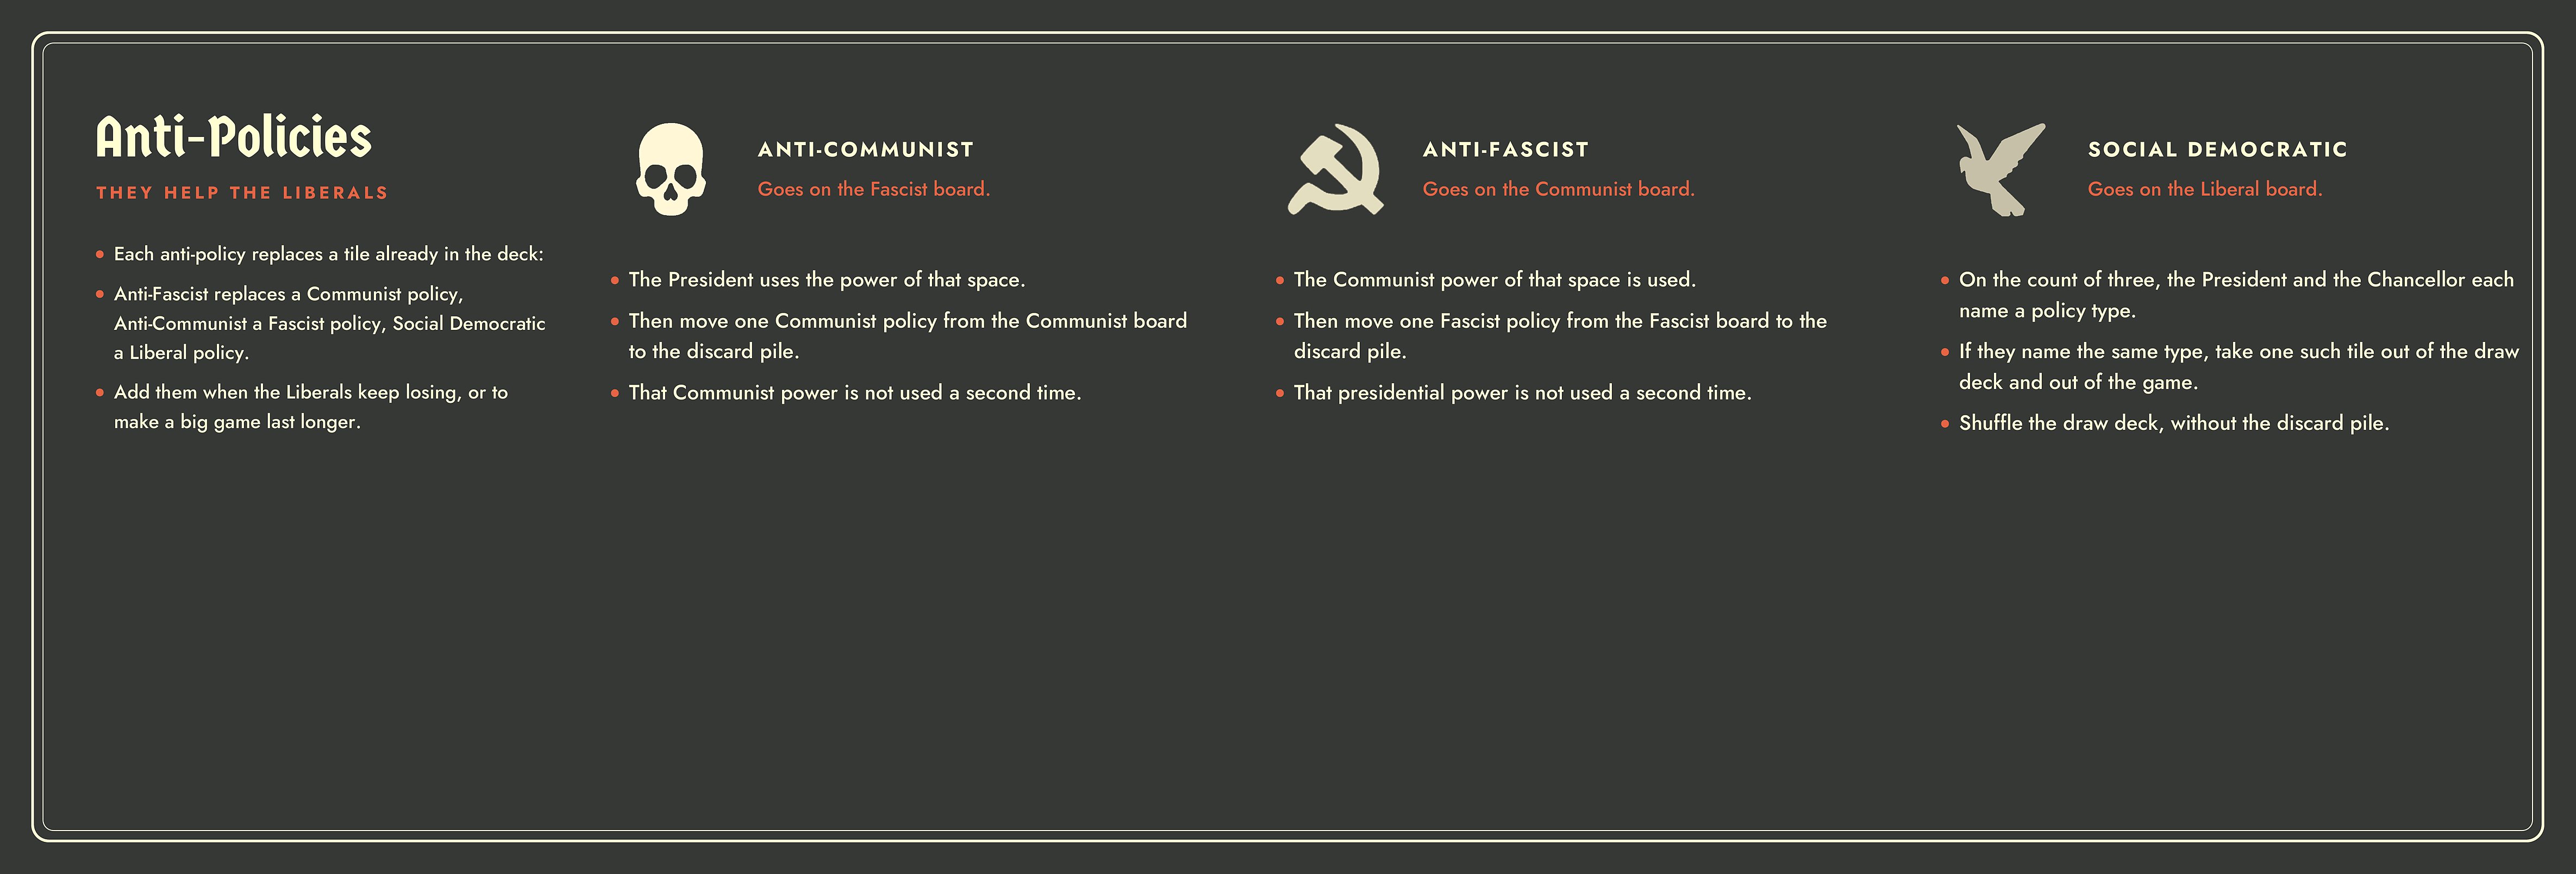 Anti-Policies
THEY HELP THE LIBERALS
• Each anti-policy replaces a tile already in the deck:
• Anti-Fascist replaces a Communist policy,
Anti-Communist a Fascist policy, Social Democratic
a Liberal policy.
• Add them when the Liberals keep losing, or to
make a big game last longer.
ANTI-COMMUNIST
Goes on the Fascist board.
• The President uses the power of that space.
• Then move one Communist policy from the Communist board
to the discard pile.
• That Communist power is not used a second time.
ANTI-FASCIST
Goes on the Communist board.
• The Communist power of that space is used.
• Then move one Fascist policy from the Fascist board to the
discard pile.
• That presidential power is not used a second time.
SOCIAL DEMOCRATIC
Goes on the Liberal board.
• On the count of three, the President and the Chancellor each
name a policy type.
• If they name the same type, take one such tile out of the draw
deck and out of the game.
• Shuffle the draw deck, without the discard pile.